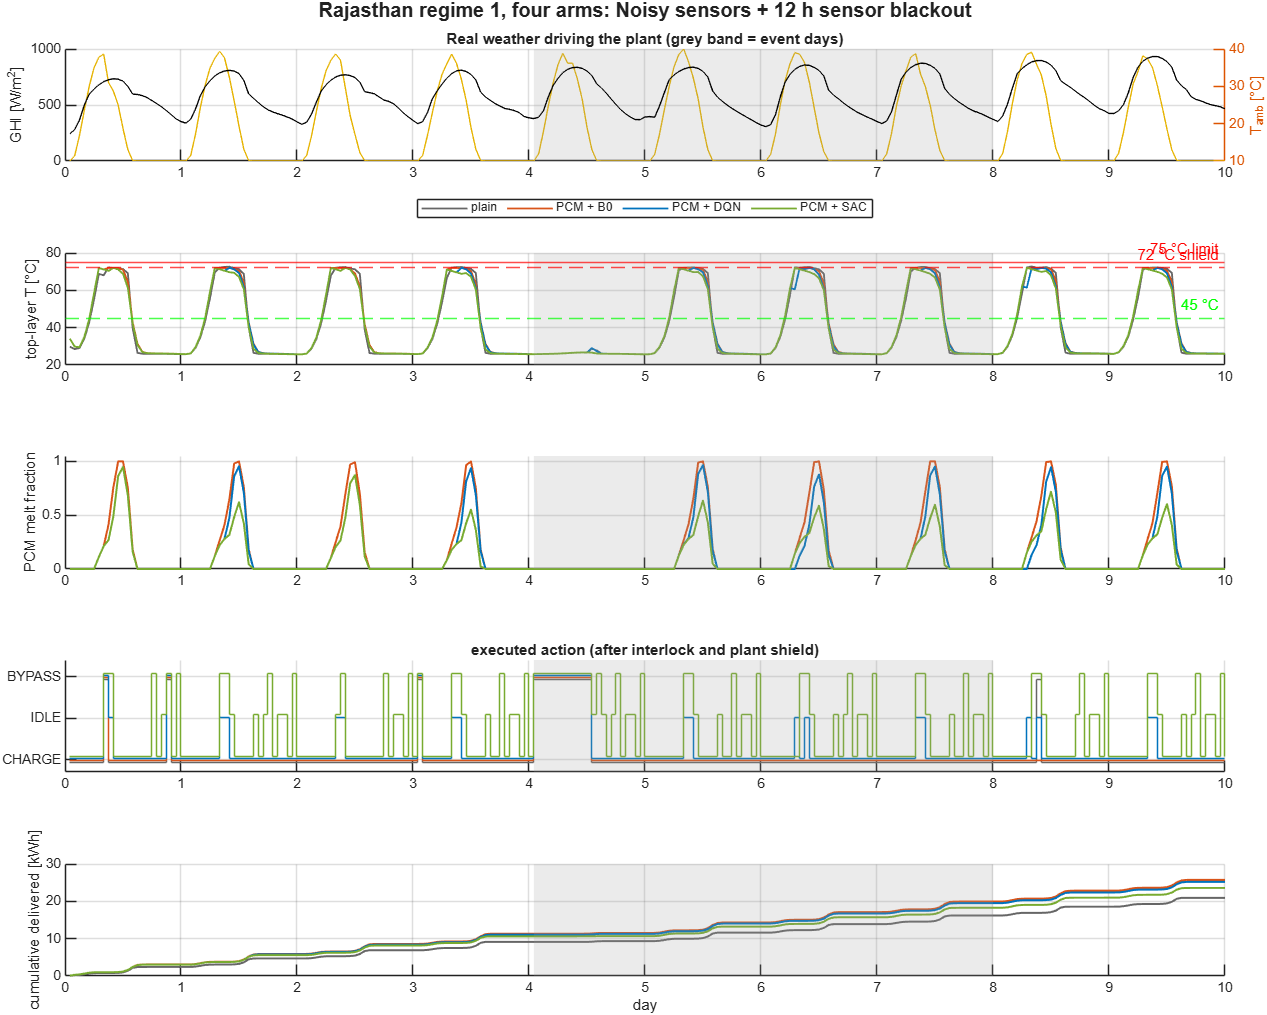 Rajasthan regime 1, four arms: Noisy sensors + 12 h sensor blackout
Real weather driving the plant (grey band = event days)
GHI [W/m²]
1000
500
0
40
30
20
10
T_amb [°C]
0 1 2 3 4 5 6 7 8 9 10
plain PCM + B0 PCM + DQN PCM + SAC
top-layer T [°C]
80
60
40
20
75 °C limit
72 °C shield
45 °C
0 1 2 3 4 5 6 7 8 9 10
PCM melt fraction
1
0.5
0
0 1 2 3 4 5 6 7 8 9 10
executed action (after interlock and plant shield)
BYPASS
IDLE
CHARGE
0 1 2 3 4 5 6 7 8 9 10
cumulative delivered [kWh]
30
20
10
0
0 1 2 3 4 5 6 7 8 9 10
day